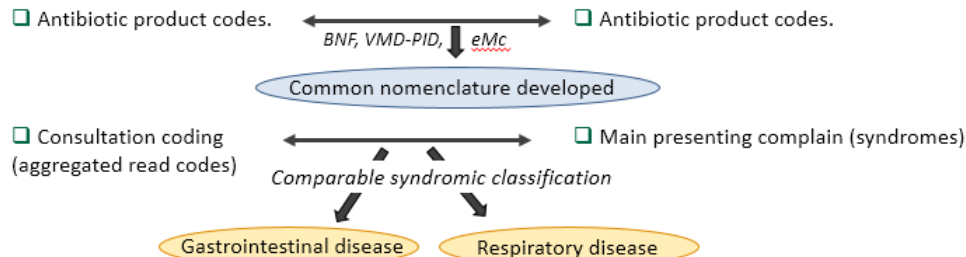 Antibiotic product codes.
Antibiotic product codes.
BNF, VMD-PID, eMc
Common nomenclature developed
Consultation coding
(aggregated read codes)
Main presenting complain (syndromes)
Comparable syndromic classification
Gastrointestinal disease
Respiratory disease